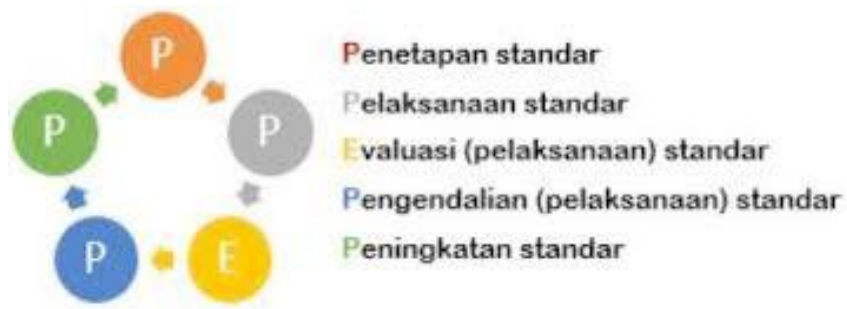 P
P
P
P
E
Penetapan standar
Pelaksanaan standar
Evaluasi (pelaksanaan) standar
Pengendalian (pelaksanaan) standar
Peningkatan standar